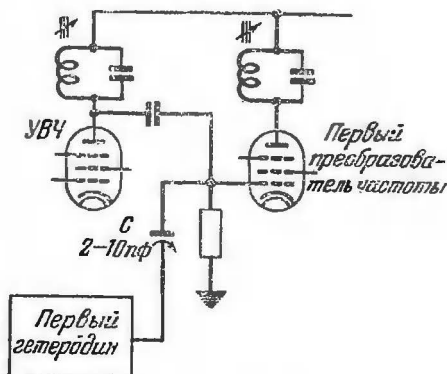 УВЧ
Первый
преобразова-
тель частоты
С
2–10пф
Первый
гетеродин